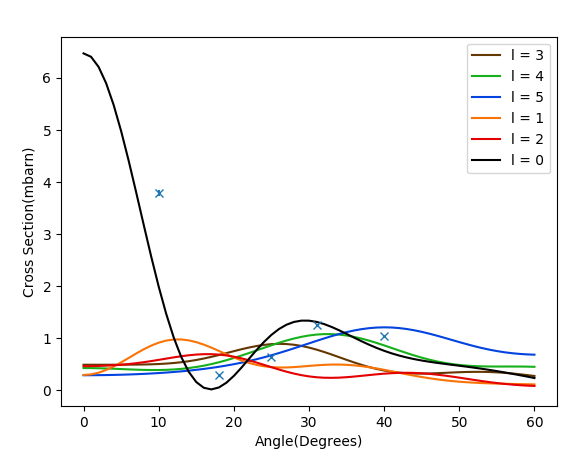 l = 3
l = 4
l = 5
l = 1
l = 2
l = 0
6
5
4
3
2
1
0
Cross Section(mbarn)
0 10 20 30 40 50 60
Angle(Degrees)